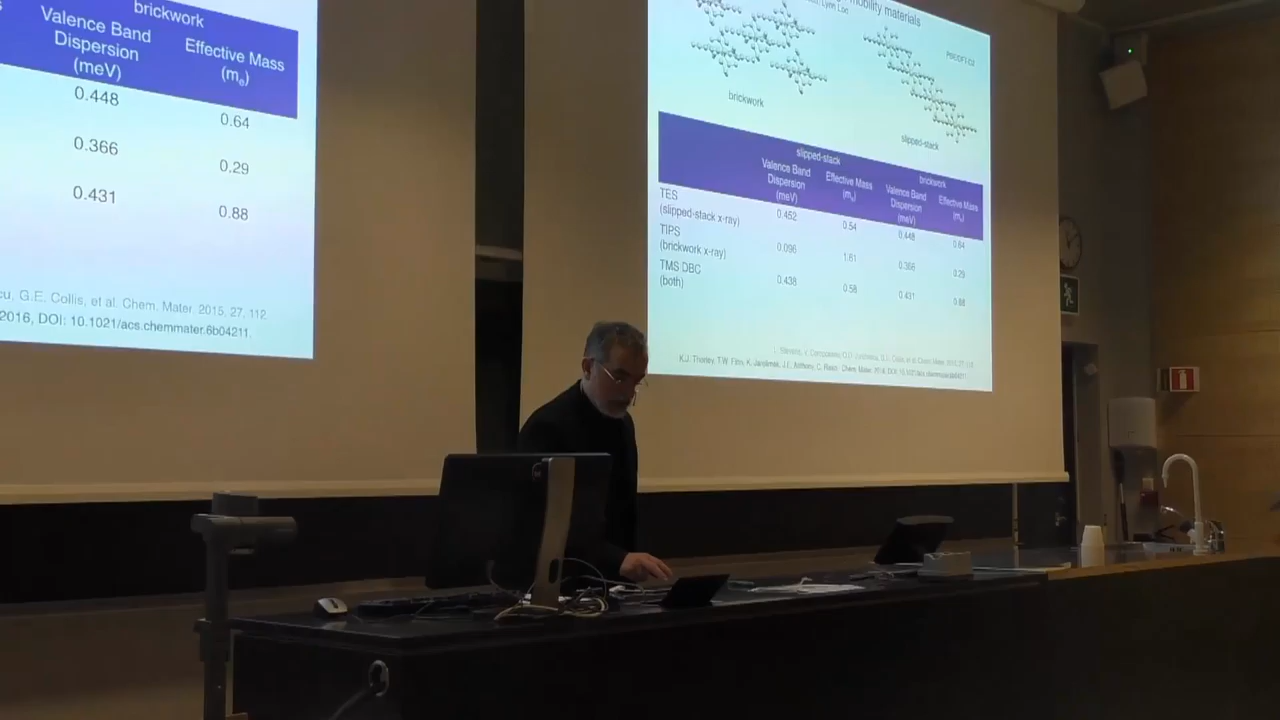 brickwork
Valence Band
Dispersion
(meV)
Effective Mass
(me)
0.448
0.64
0.366
0.29
0.431
0.88
G.E. Collis, et al. Chem. Mater. 2015, 27, 112
2016, DOI: 10.1021/acs.chemmater.6b04211.
mobility materials
brickwork
slipped-stack
slipped-stack
brickwork
Valence Band
Dispersion
(meV)
Effective Mass
(me)
Valence Band
Dispersion
(meV)
Effective Mass
(me)
TES
(slipped-stack x-ray)
0.452
0.54
0.448
0.64
TIPS
(brickwork x-ray)
0.096
1.61
0.366
0.29
TMS DBC
(both)
0.438
0.58
0.431
0.88